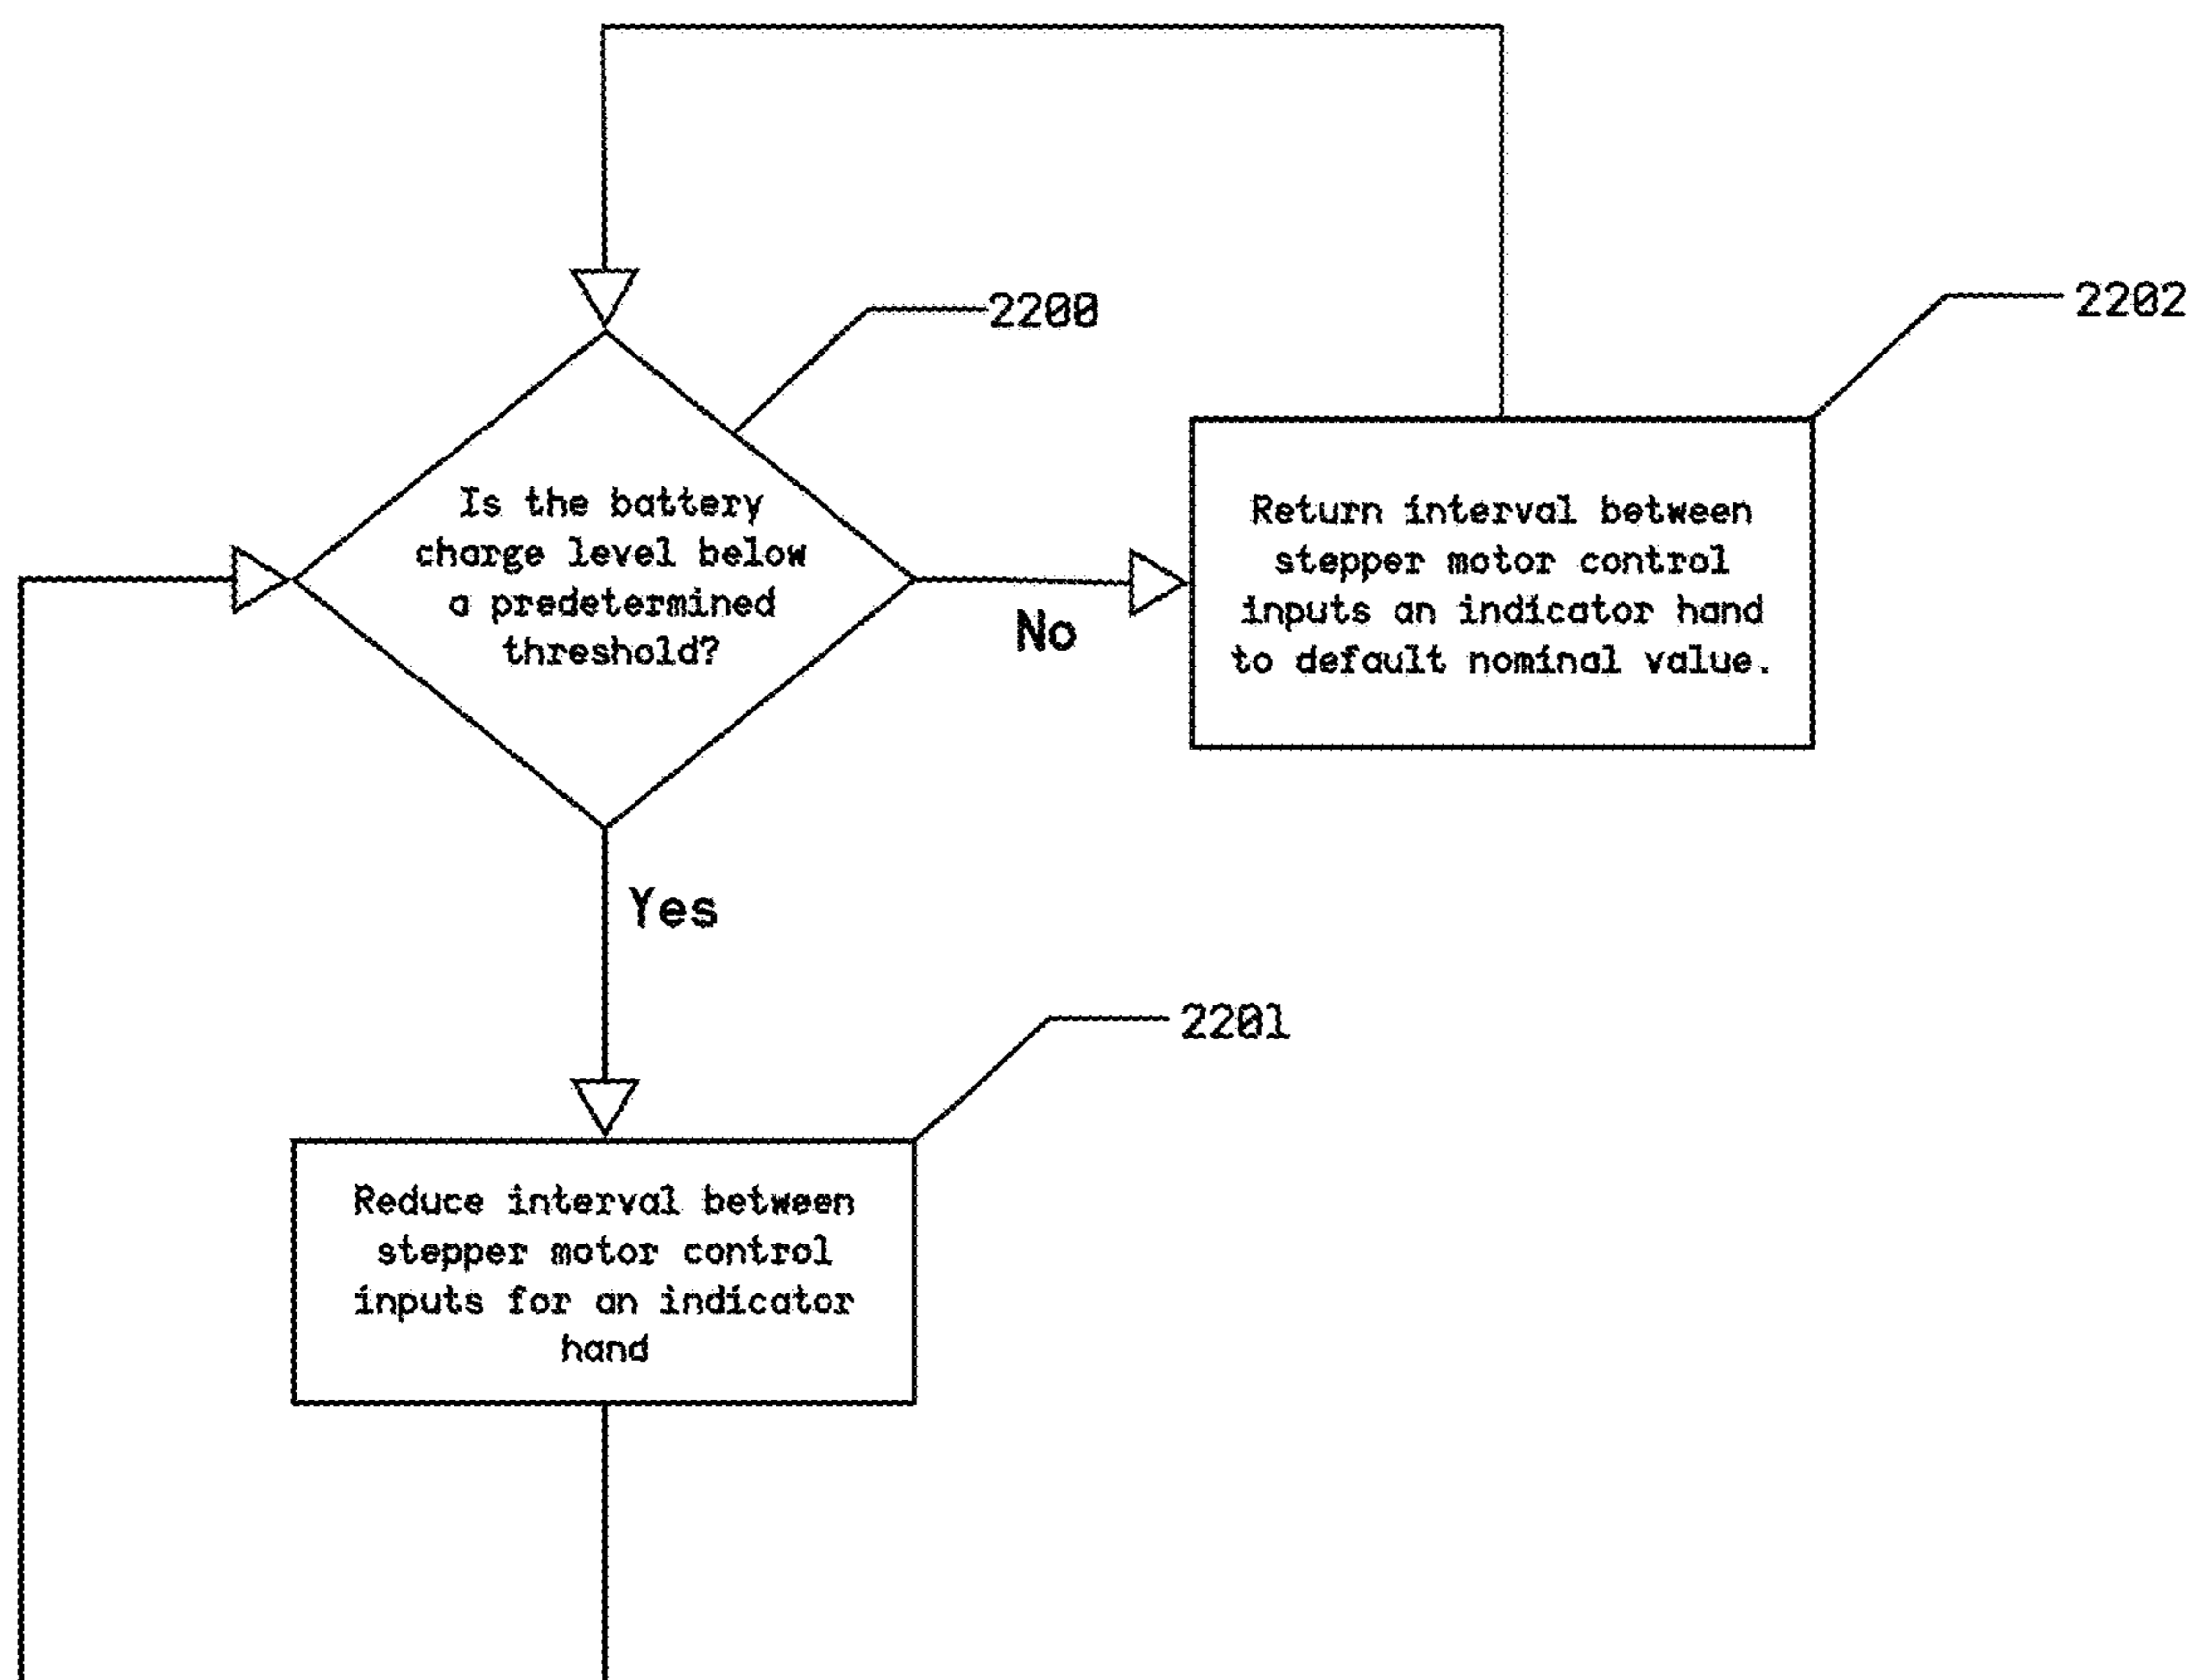 2200
2202
Is the battery
charge level below
a predetermined
threshold?
No
Return interval between
stepper motor control
inputs an indicator hand
to default nominal value.
Yes
2201
Reduce interval between
stepper motor control
inputs for an indicator
hand